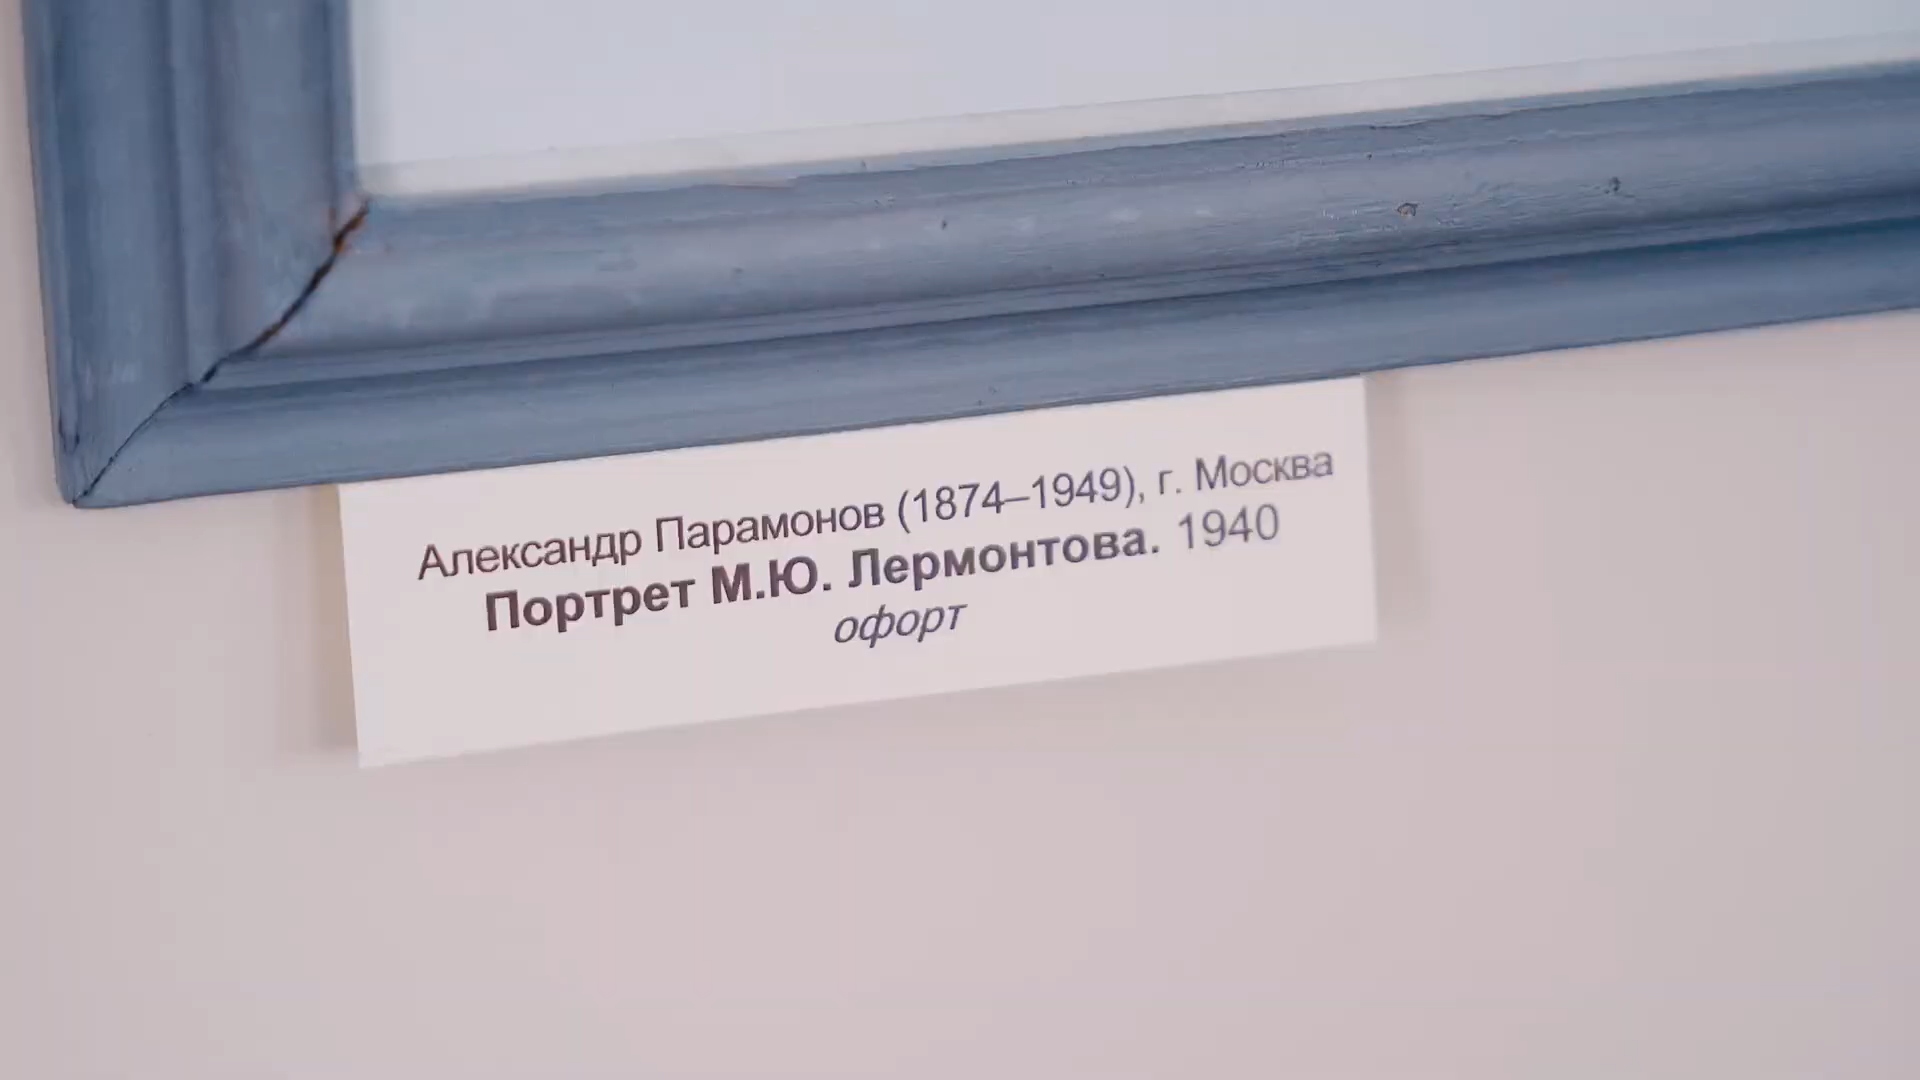 Александр Парамонов (1874–1949), г. Москва
Портрет М.Ю. Лермонтова. 1940
офорт